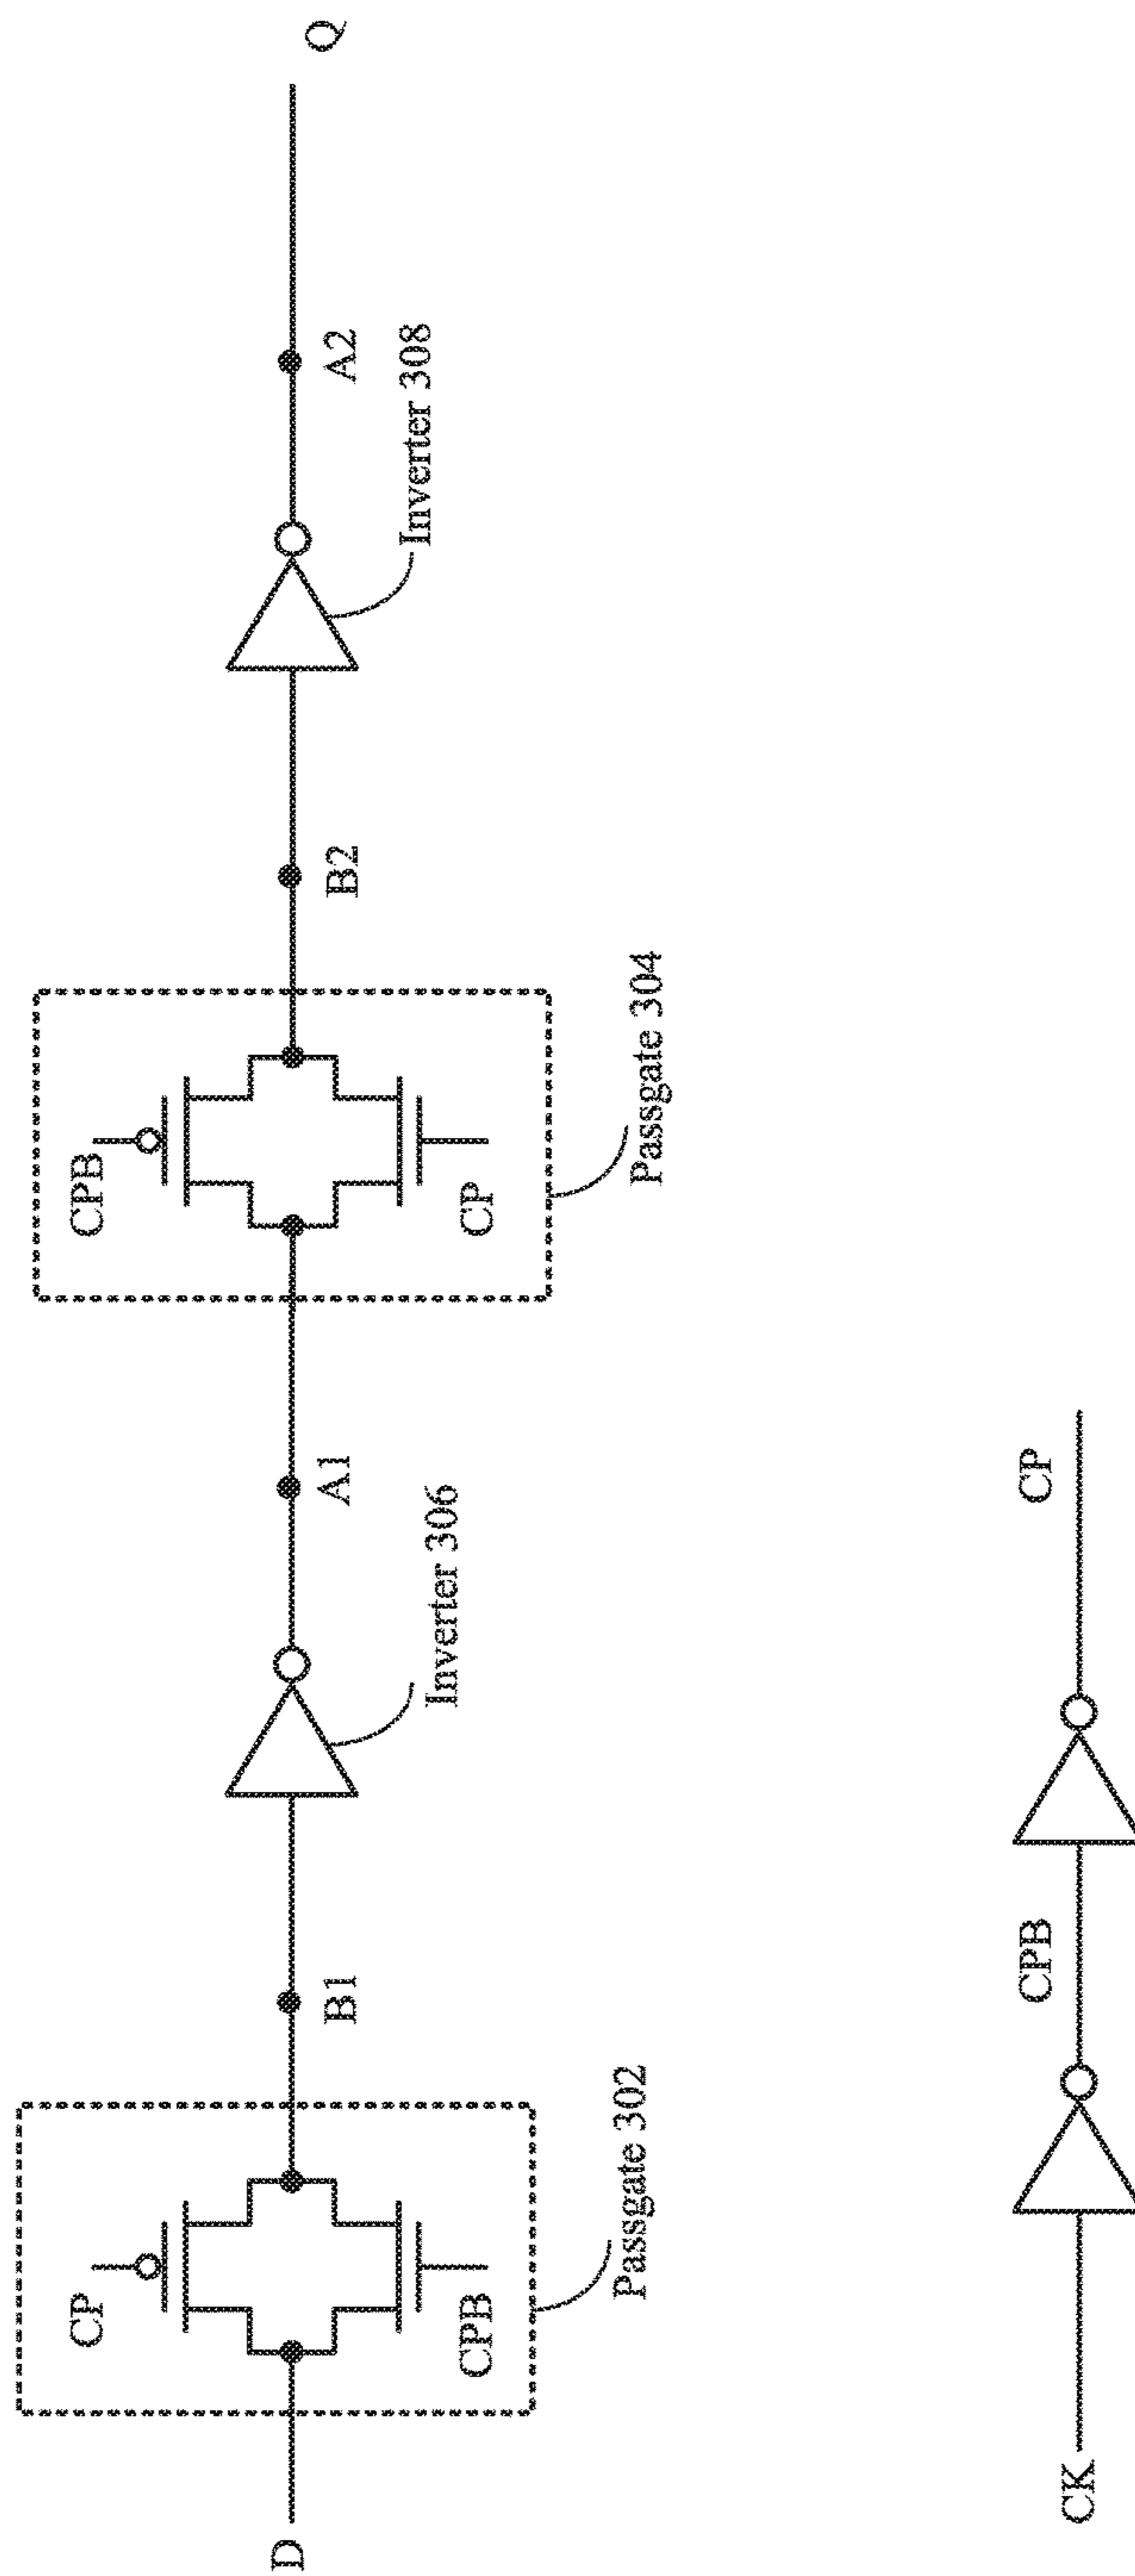 CP
CPB
D
B1
A1
B2
A2
Q
CPB
CP
Passgate 302
Inverter 306
Passgate 304
Inverter 308
CK
CPB
CP